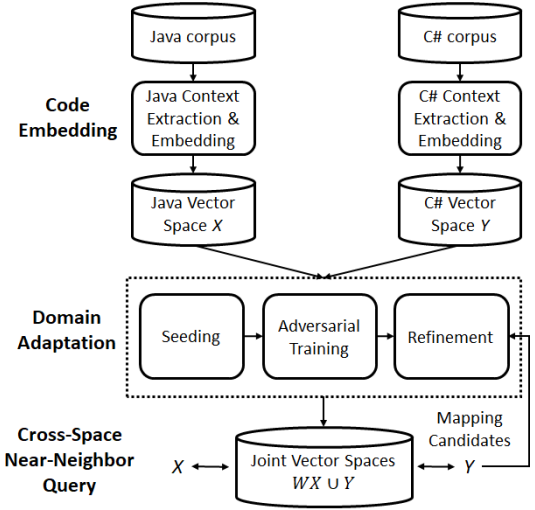 Java corpus
C# corpus
Code
Embedding
Java Context
Extraction &
Embedding
C# Context
Extraction &
Embedding
Java Vector
Space X
C# Vector
Space Y
Domain
Adaptation
Seeding
Adversarial
Training
Refinement
Mapping
Candidates
Cross-Space
Near-Neighbor
Query
X
Joint Vector Spaces
WX ∪ Y
Y